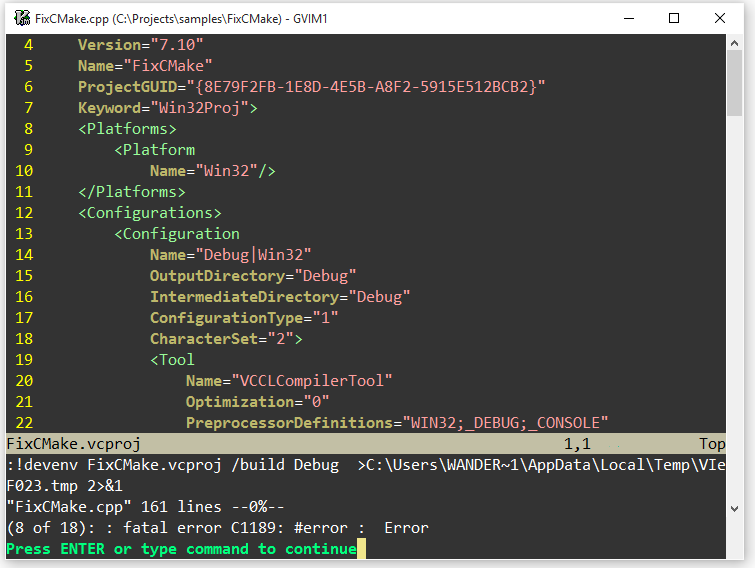 FixCMake.cpp (C:\Projects\samples\FixCMake) - GVIM1
4 Version="7.10"
5 Name="FixCMake"
6 ProjectGUID="{8E79F2FB-1E8D-4E5B-A8F2-5915E512BCB2}"
7 Keyword="Win32Proj">
8 <Platforms>
9 <Platform
10 Name="Win32"/>
11 </Platforms>
12 <Configurations>
13 <Configuration
14 Name="Debug|Win32"
15 OutputDirectory="Debug"
16 IntermediateDirectory="Debug"
17 ConfigurationType="1"
18 CharacterSet="2">
19 <Tool
20 Name="VCCLCompilerTool"
21 Optimization="0"
22 PreprocessorDefinitions="WIN32;_DEBUG;_CONSOLE"
FixCMake.vcproj 1,1 Top
:!devenv FixCMake.vcproj /build Debug  >C:\Users\WANDER~1\AppData\Local\Temp\VIe
F023.tmp 2>&1
"FixCMake.cpp" 161 lines --0%--
(8 of 18): : fatal error C1189: #error :  Error
Press ENTER or type command to continue